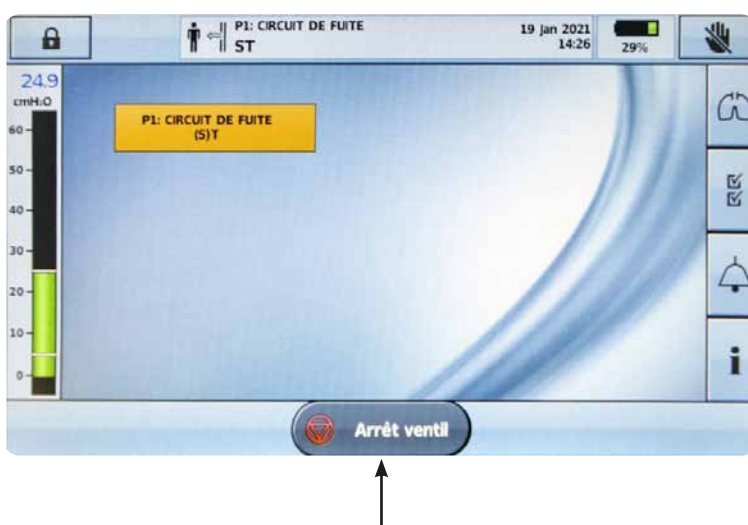 P1: CIRCUIT DE FUITE
ST
19 Jan 2021
14:26
29%
24.9
cmH2O
60
50
40
30
20
10
0
P1: CIRCUIT DE FUITE
(S)T
i
Arrêt ventil